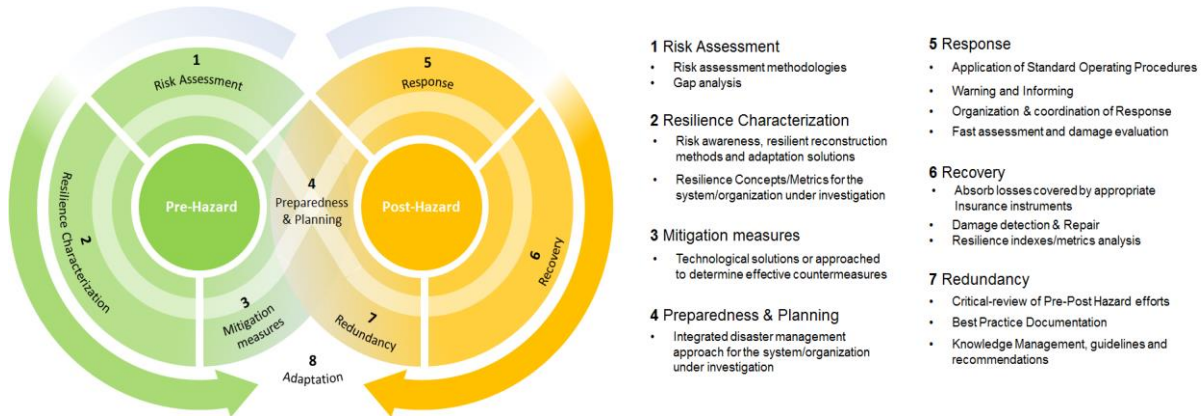 1
Risk Assessment
2
Resilience Characterization
3
Mitigation
measures
Pre-Hazard
4
Preparedness
& Planning
5
Response
Post-Hazard
6
Recovery
7
Redundancy
8
Adaptation
1 Risk Assessment
• Risk assessment methodologies
• Gap analysis
2 Resilience Characterization
• Risk awareness, resilient reconstruction
methods and adaptation solutions
• Resilience Concepts/Metrics for the
system/organization under investigation
3 Mitigation measures
• Technological solutions or approached
to determine effective countermeasures
4 Preparedness & Planning
• Integrated disaster management
approach for the system/organization
under investigation
5 Response
• Application of Standard Operating Procedures
• Warning and Informing
• Organization & coordination of Response
• Fast assessment and damage evaluation
6 Recovery
• Absorb losses covered by appropriate
Insurance instruments
• Damage detection & Repair
• Resilience indexes/metrics analysis
7 Redundancy
• Critical-review of Pre-Post Hazard efforts
• Best Practice Documentation
• Knowledge Management, guidelines and
recommendations